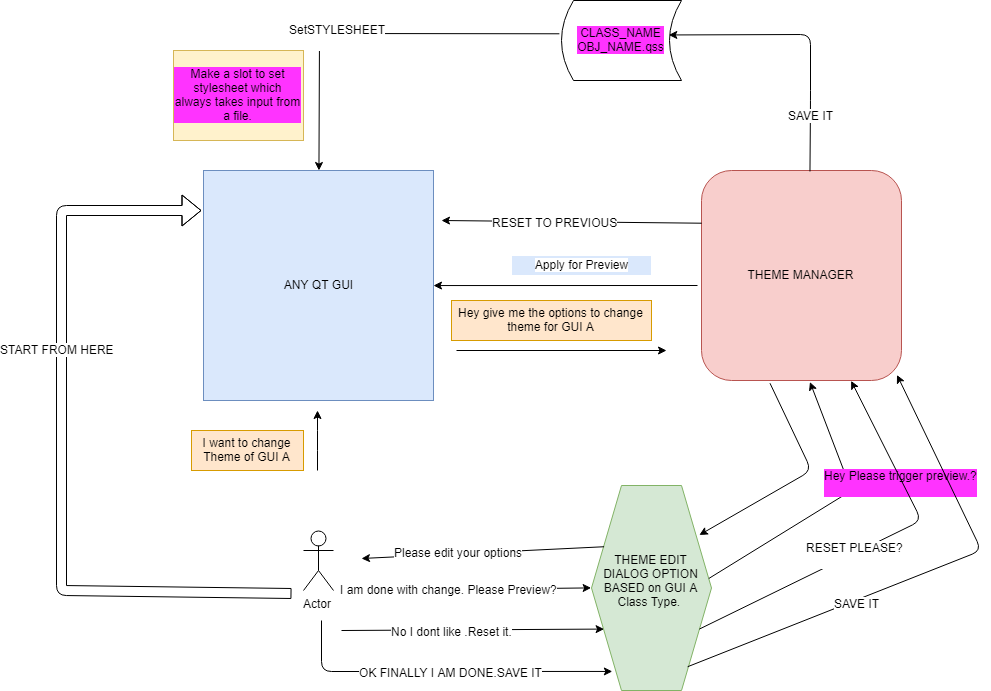 SetSTYLESHEET
CLASS_NAME
OBJ_NAME.qss
Make a slot to set
stylesheet which
always takes input from
a file.
SAVE IT
RESET TO PREVIOUS
Apply for Preview
ANY QT GUI
THEME MANAGER
Hey give me the options to change
theme for GUI A
START FROM HERE
I want to change
Theme of GUI A
Hey Please trigger preview.?
Please edit your options
RESET PLEASE?
THEME EDIT
DIALOG OPTION
BASED on GUI A
Class Type.
I am done with change. Please Preview?
Actor
SAVE IT
No I dont like .Reset it.
OK FINALLY I AM DONE.SAVE IT